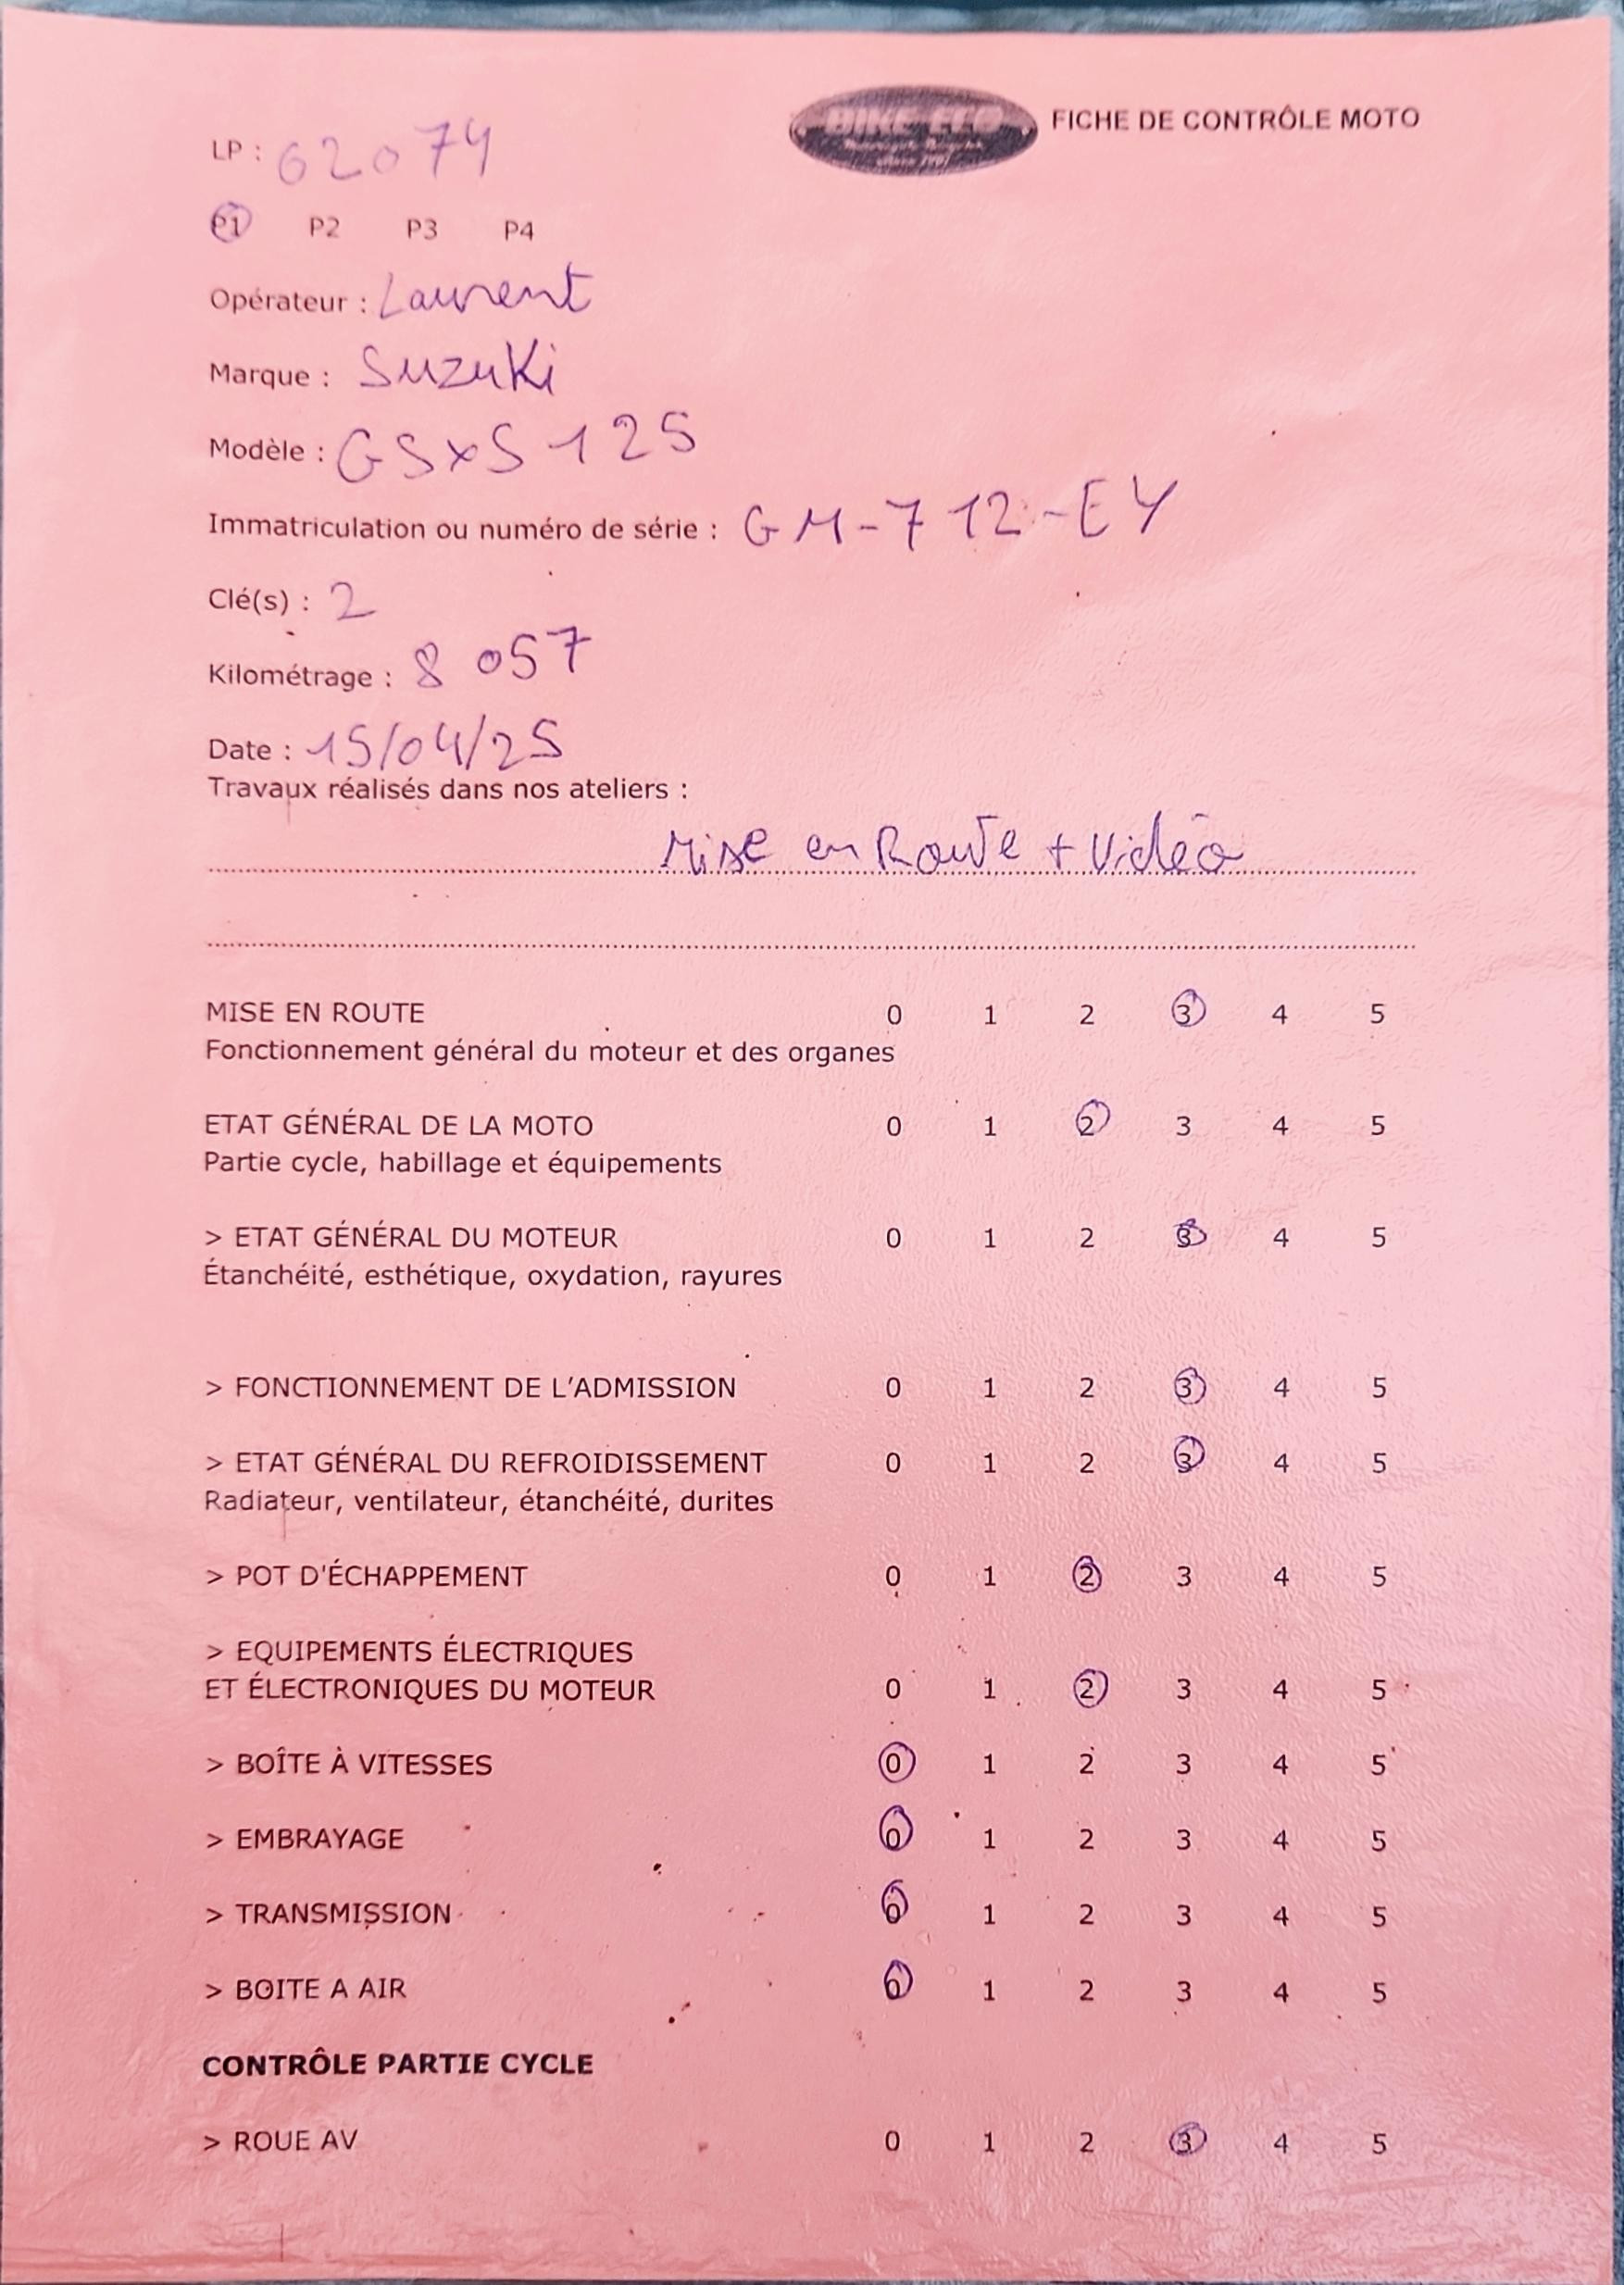 BIKE ECO FICHE DE CONTRÔLE MOTO
LP : 62074
P1 P2 P3 P4
Opérateur : Laurent
Marque : Suzuki
Modèle : GSXS 125
Immatriculation ou numéro de série : GM-712-EY
Clé(s) : 2
Kilométrage : 8 057
Date : 15/04/25
Travaux réalisés dans nos ateliers :
Mise en Route + Vidéo
MISE EN ROUTE 0 1 2 3 4 5
Fonctionnement général du moteur et des organes
ETAT GÉNÉRAL DE LA MOTO 0 1 2 3 4 5
Partie cycle, habillage et équipements
> ETAT GÉNÉRAL DU MOTEUR 0 1 2 3 4 5
Étanchéité, esthétique, oxydation, rayures
> FONCTIONNEMENT DE L'ADMISSION 0 1 2 3 4 5
> ETAT GÉNÉRAL DU REFROIDISSEMENT 0 1 2 3 4 5
Radiateur, ventilateur, étanchéité, durites
> POT D'ÉCHAPPEMENT 0 1 2 3 4 5
> EQUIPEMENTS ÉLECTRIQUES
ET ÉLECTRONIQUES DU MOTEUR 0 1 2 3 4 5
> BOÎTE À VITESSES 0 1 2 3 4 5
> EMBRAYAGE 0 1 2 3 4 5
> TRANSMISSION 0 1 2 3 4 5
> BOITE A AIR 0 1 2 3 4 5
CONTRÔLE PARTIE CYCLE
> ROUE AV 0 1 2 3 4 5